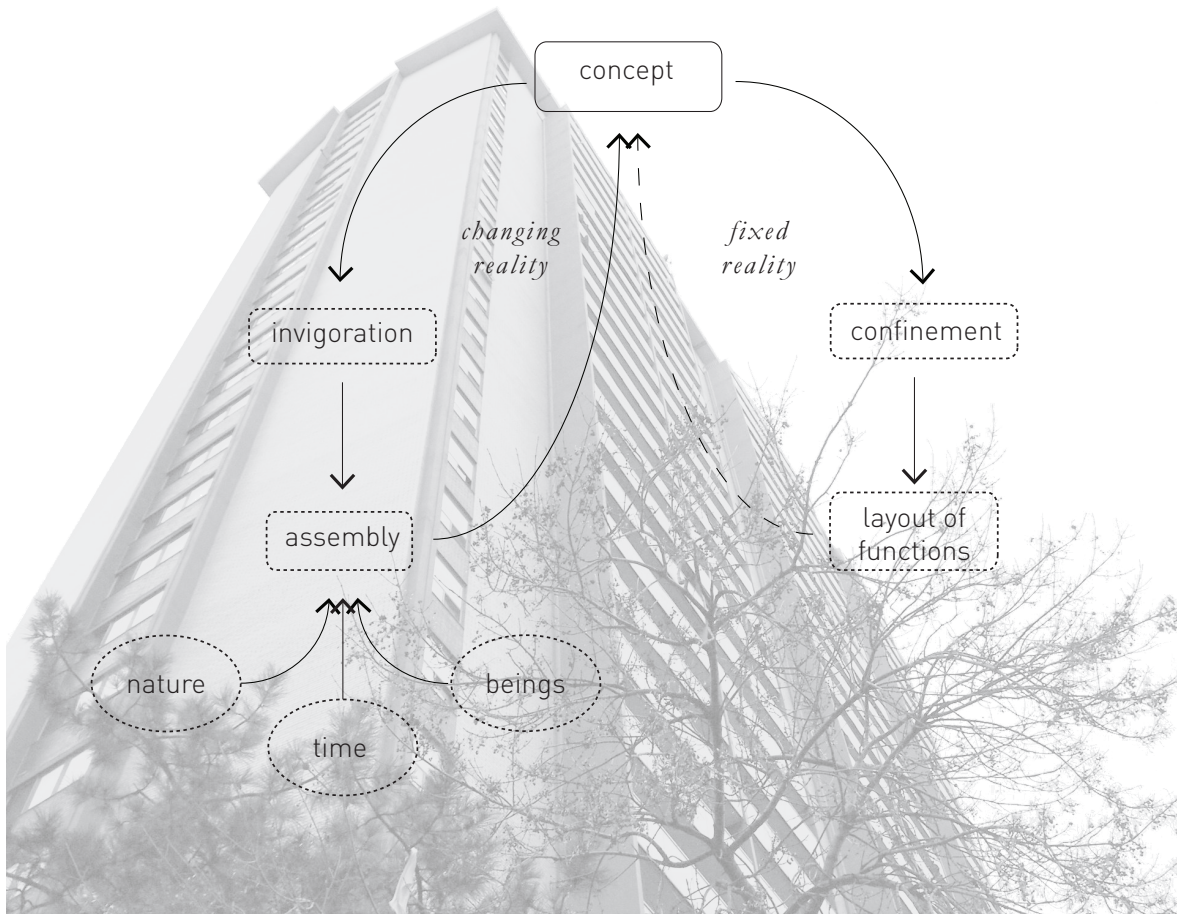 concept
changing
reality
fixed
reality
invigoration
confinement
assembly
layout of
functions
nature
beings
time